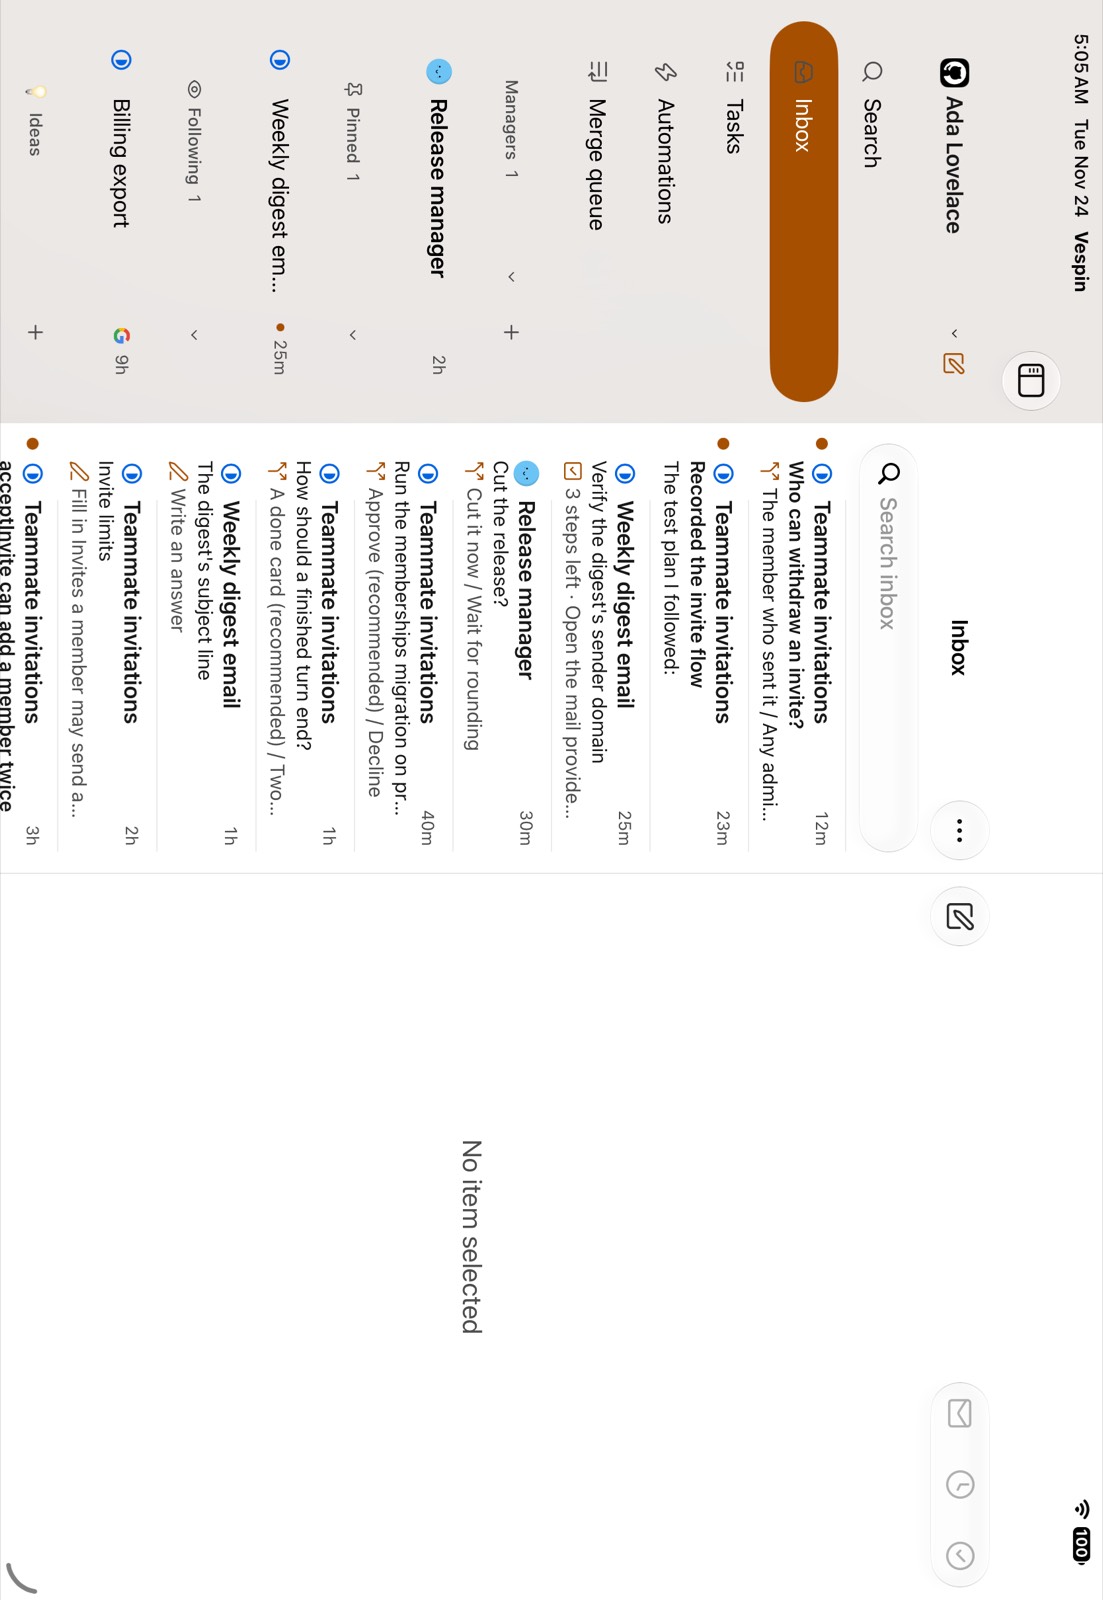 5:05 AM Tue Nov 24 Vespin
100
Ada Lovelace
Search
Inbox
Tasks
Automations
Merge queue
Managers 1
Release manager 2h
Pinned 1
Weekly digest em... 25m
Following 1
Billing export 9h
Ideas
Inbox
Search inbox
Teammate invitations 12m
Who can withdraw an invite?
The member who sent it / Any admi...
Teammate invitations 23m
Recorded the invite flow
The test plan I followed:
Weekly digest email 25m
Verify the digest's sender domain
3 steps left · Open the mail provide...
Release manager 30m
Cut the release?
Cut it now / Wait for rounding
Teammate invitations 40m
Run the memberships migration on pr...
Approve (recommended) / Decline
Teammate invitations 1h
How should a finished turn end?
A done card (recommended) / Two...
Weekly digest email 1h
The digest's subject line
Write an answer
Teammate invitations 2h
Invite limits
Fill in Invites a member may send a...
Teammate invitations 3h
acceptInvite can add a member twice
No item selected